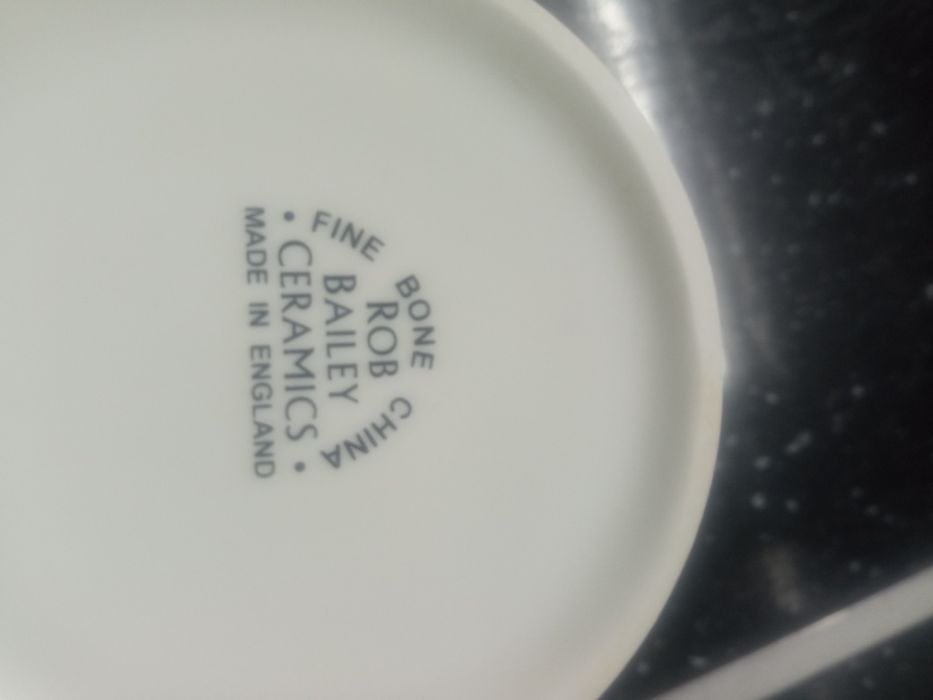 FINE BONE CHINA
ROB
BAILEY
• CERAMICS •
MADE IN ENGLAND